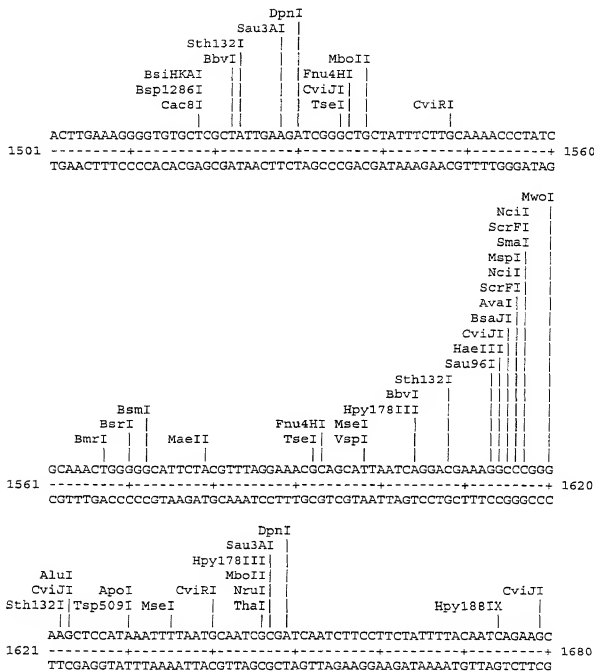 DpnI
Sau3AI
Sth132I
BbvI MboII
BsiHKAI Fnu4HI
Bsp1286I CviJI
Cac8I TseI CviRI
ACTTGAAAGGGGTGTGCTCGCTATTGAAGATCGGGCTGCTATTTCTTGCAAAACCCTATC
1501 ---------+---------+---------+---------+---------+---------+ 1560
TGAACTTTCCCCACACGAGCGATAACTTCTAGCCCGACGATAAAGAACGTTTTGGGATAG
MwoI
NciI
ScrFI
SmaI
MspI
NciI
ScrFI
AvaI
BsaJI
CviJI
HaeIII
Sau96I
Sth132I
BbvI
BsmI Hpy178III
BsrI Fnu4HI MseI
BmrI MaeII TseI VspI
GCAAACTGGGGGCATTCTACGTTTAGGAAACGCAGCATTAATCAGGACGAAAGGCCCGGG
1561 ---------+---------+---------+---------+---------+---------+ 1620
CGTTTGACCCCCGTAAGATGCAAATCCTTTGCGTCGTAATTAGTCCTGCTTTCCGGGCCC
DpnI
Sau3AI
Hpy178III
AluI MboII
CviJI ApoI CviRI NruI CviJI
Sth132I Tsp509I MseI ThaI Hpy188IX
AAGCTCCATAAATTTTAATGCAATCGCGATCAATCTTCCTTCTATTTTACAATCAGAAGC
1621 ---------+---------+---------+---------+---------+---------+ 1680
TTCGAGGTATTTAAAATTACGTTAGCGCTAGTTAGAAGGAAGATAAAATGTTAGTCTTCG